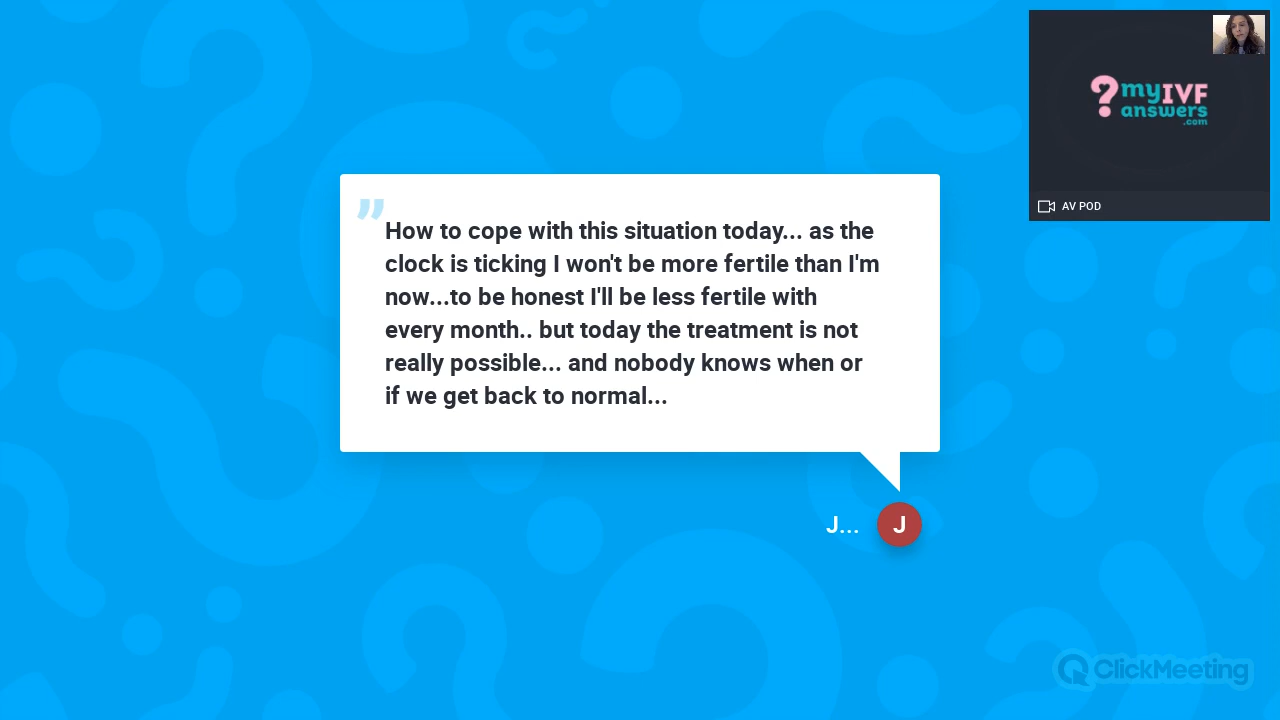 myIVF
answers
.com
AV POD
"
How to cope with this situation today... as the
clock is ticking I won't be more fertile than I'm
now...to be honest I'll be less fertile with
every month.. but today the treatment is not
really possible... and nobody knows when or
if we get back to normal...
J...
J
ClickMeeting